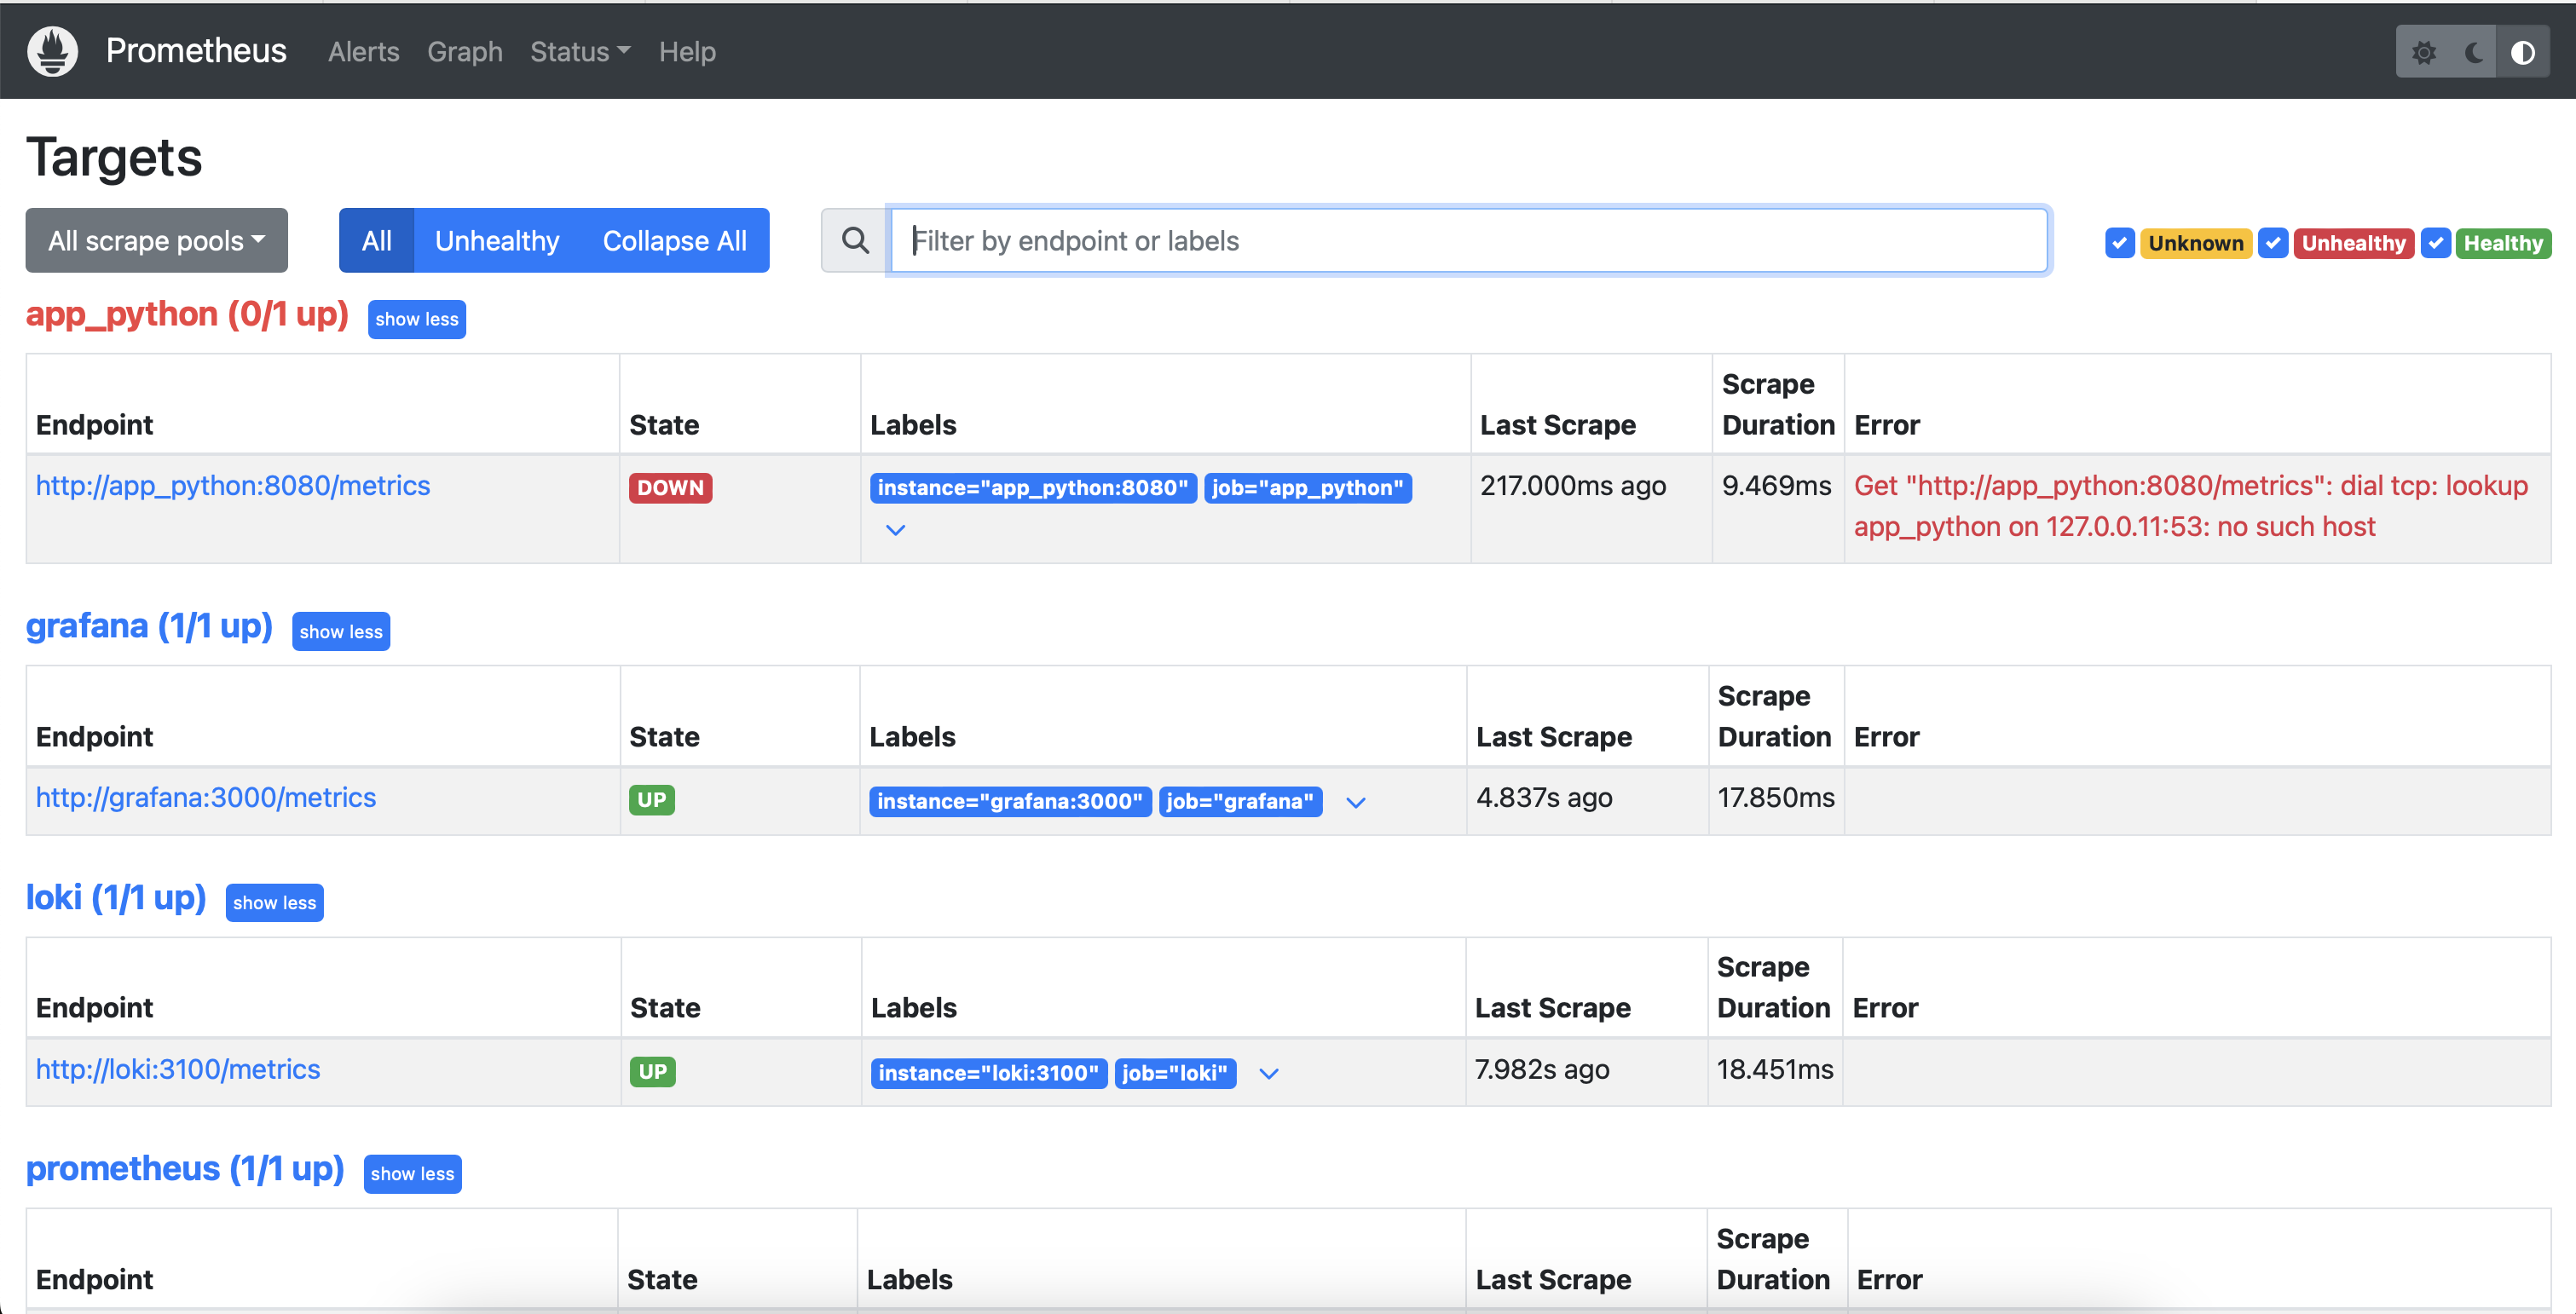 Prometheus Alerts Graph Status Help
Targets
All scrape pools All Unhealthy Collapse All Filter by endpoint or labels Unknown Unhealthy Healthy
app_python (0/1 up) show less
Endpoint State Labels Last Scrape Scrape Duration Error
http://app_python:8080/metrics DOWN instance="app_python:8080" job="app_python" 217.000ms ago 9.469ms Get "http://app_python:8080/metrics": dial tcp: lookup
app_python on 127.0.0.11:53: no such host
grafana (1/1 up) show less
Endpoint State Labels Last Scrape Scrape Duration Error
http://grafana:3000/metrics UP instance="grafana:3000" job="grafana" 4.837s ago 17.850ms
loki (1/1 up) show less
Endpoint State Labels Last Scrape Scrape Duration Error
http://loki:3100/metrics UP instance="loki:3100" job="loki" 7.982s ago 18.451ms
prometheus (1/1 up) show less
Endpoint State Labels Last Scrape Scrape Duration Error